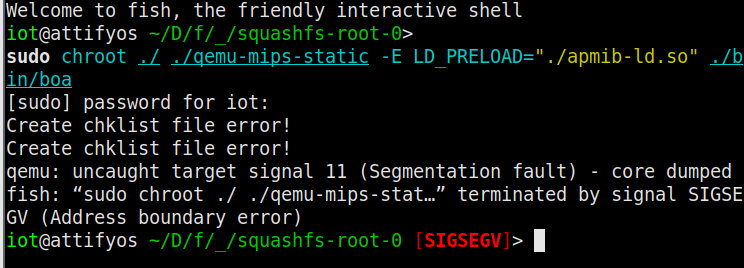 Welcome to fish, the friendly interactive shell
iot@attifyos ~/D/f/_/squashfs-root-0>
sudo chroot ./ ./qemu-mips-static -E LD_PRELOAD="./apmib-ld.so" ./b
in/boa
[sudo] password for iot:
Create chklist file error!
Create chklist file error!
qemu: uncaught target signal 11 (Segmentation fault) - core dumped
fish: “sudo chroot ./ ./qemu-mips-stat…” terminated by signal SIGSE
GV (Address boundary error)
iot@attifyos ~/D/f/_/squashfs-root-0 [SIGSEGV]>